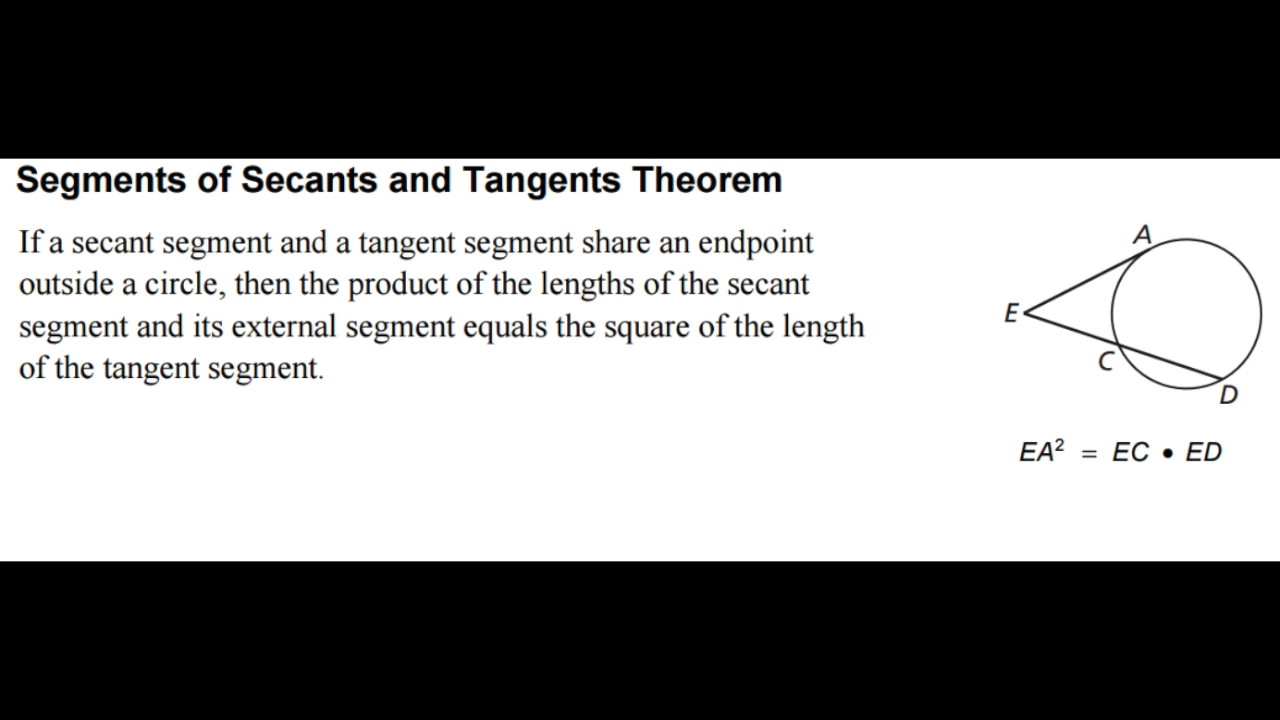 Segments of Secants and Tangents Theorem
If a secant segment and a tangent segment share an endpoint
outside a circle, then the product of the lengths of the secant
segment and its external segment equals the square of the length
of the tangent segment.
A
E
C
D
EA² = EC • ED